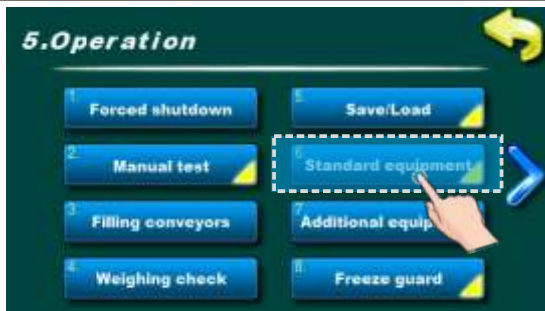 5.Operation
1. Forced shutdown
2. Manual test
3. Filling conveyors
4. Weighing check
5. Save/Load
6. Standard equipment
7. Additional equip
8. Freeze guard